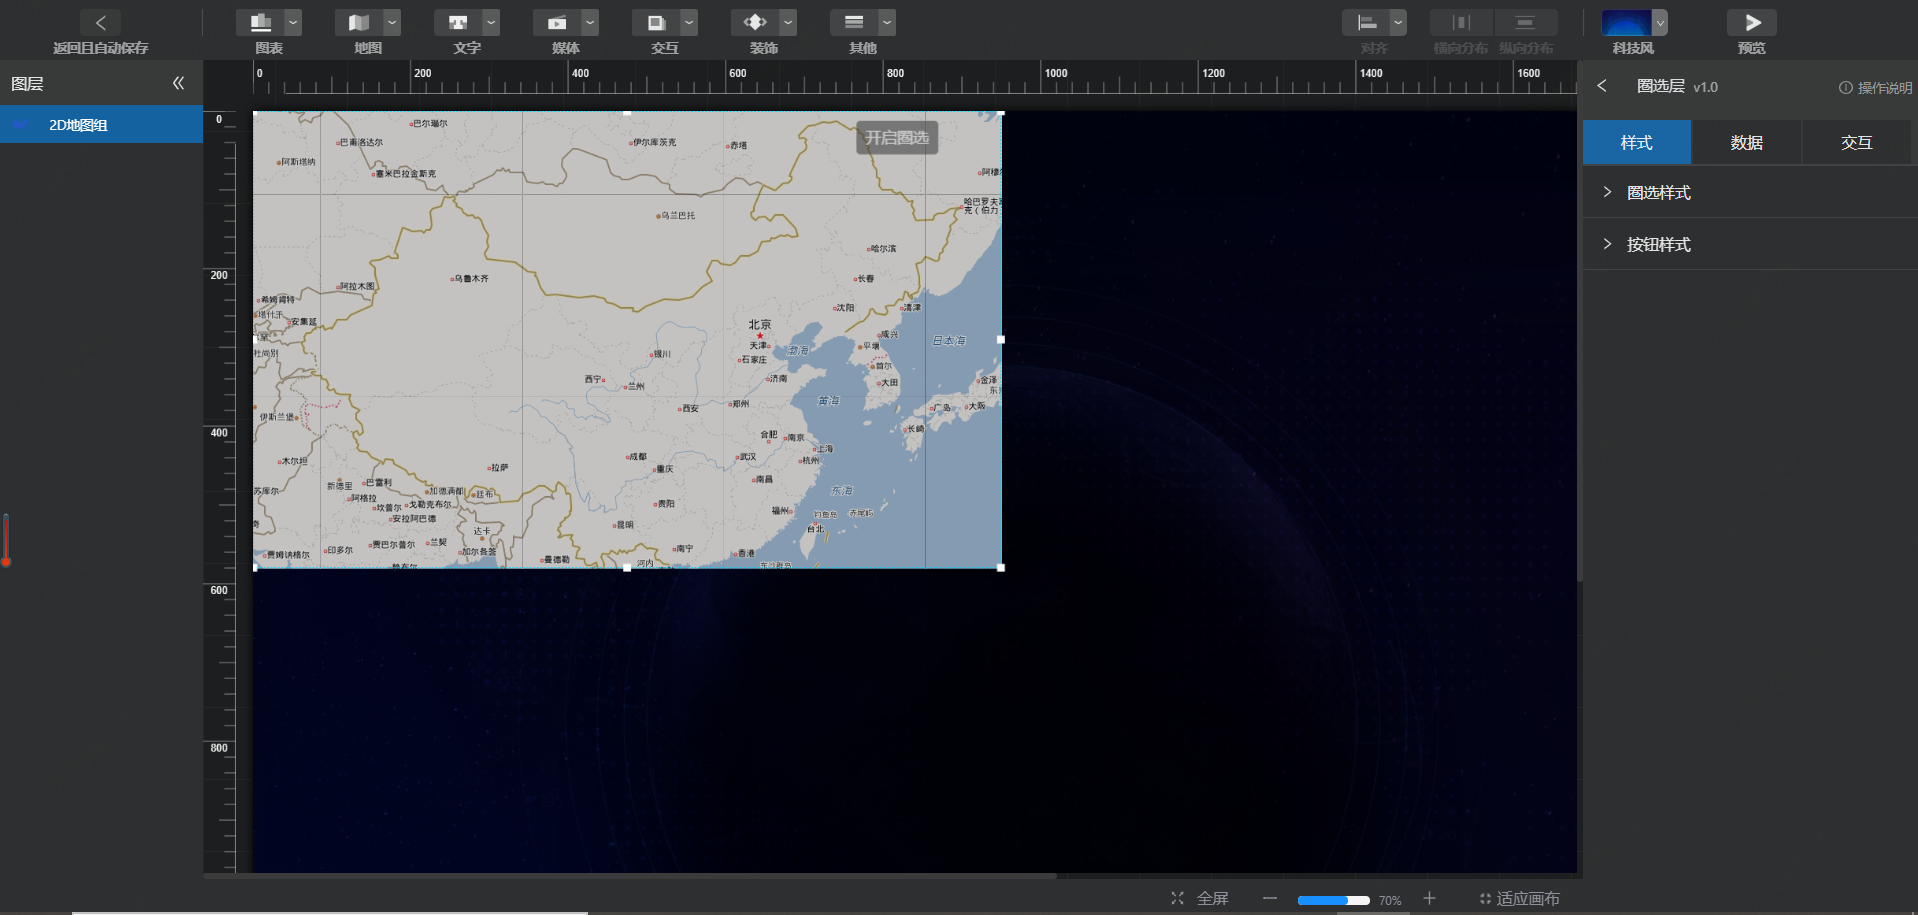 返回且自动保存
图表
地图
文字
媒体
交互
装饰
其他
对齐
横向分布
纵向分布
科技风
预览
图层
2D地图组
0 200 400 600 800 1000 1200 1400 1600
0
200
400
600
800
开启圈选
巴尔瑙尔
巴甫洛达尔
伊尔库茨克
赤塔
阿斯塔纳
塞米巴拉金斯克
乌兰巴托
哈尔滨
乌鲁木齐
长春
阿拉木图
希姆肯特
沈阳
清津
塔什干
安集延
北京
咸兴
日本海
天津
渤海
平壤
杜尚别
银川
石家庄
首尔
西宁
兰州
济南
大田
金泽
黄海
西安
郑州
广岛
大阪
伊斯兰堡
长崎
合肥
南京
上海
木尔坦
成都
武汉
杭州
拉萨
重庆
南昌
新德里
巴雷利
苏库尔
加德满都
廷布
东海
阿格拉
坎普尔
戈勒克布尔
贵阳
福州
钓鱼岛
赤尾屿
安拉阿巴德
昆明
台北
达卡
兰契
贾巴尔普尔
印多尔
贾姆讷格尔
加尔各答
曼德勒
南宁
香港
河内
东沙群岛
圈选层 v1.0
操作说明
样式
数据
交互
圈选样式
按钮样式
全屏
70%
适应画布